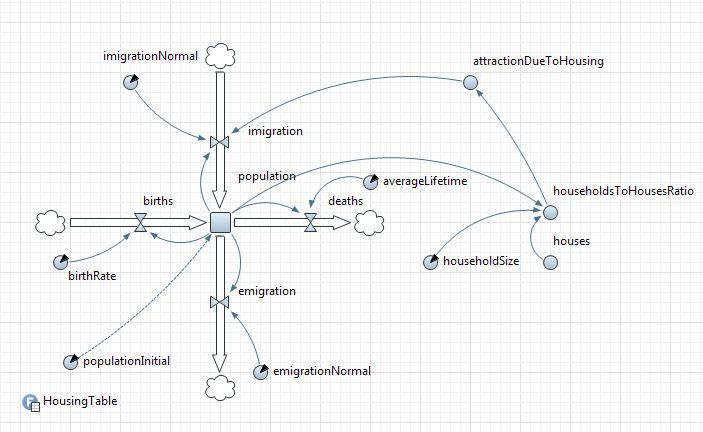 imigrationNormal
attractionDueToHousing
imigration
population
averageLifetime
householdsToHousesRatio
births
deaths
houses
householdSize
birthRate
emigration
populationInitial
emigrationNormal
F
HousingTable